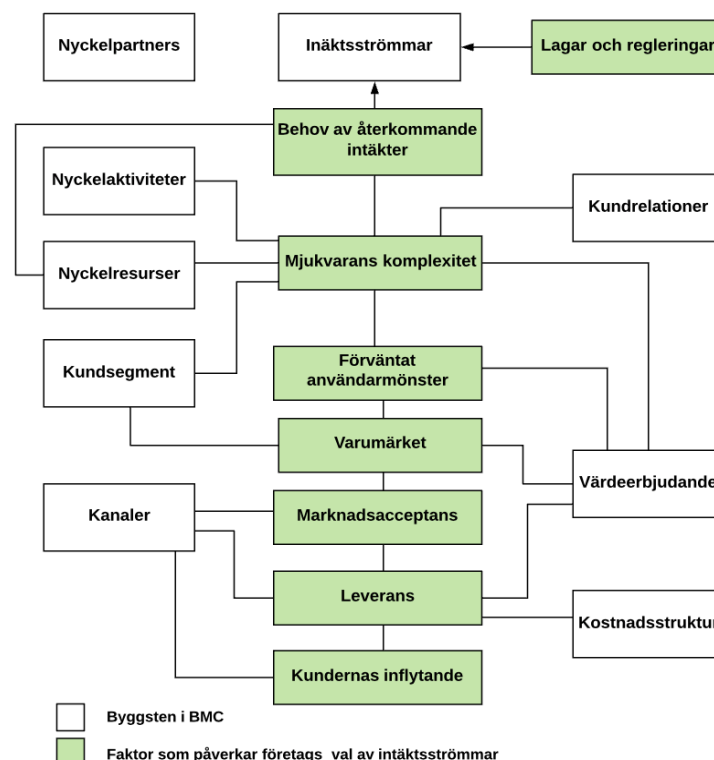 Nyckelpartners
Inäktsströmmar
Lagar och regleringar
Behov av återkommande
intäkter
Nyckelaktiviteter
Kundrelationer
Nyckelresurser
Mjukvarans komplexitet
Kundsegment
Förväntat
användarmönster
Varumärket
Värdeerbjudande
Kanaler
Marknadsacceptans
Leverans
Kostnadsstruktur
Kundernas inflytande
Byggsten i BMC
Faktor som påverkar företags val av intäktsströmmar